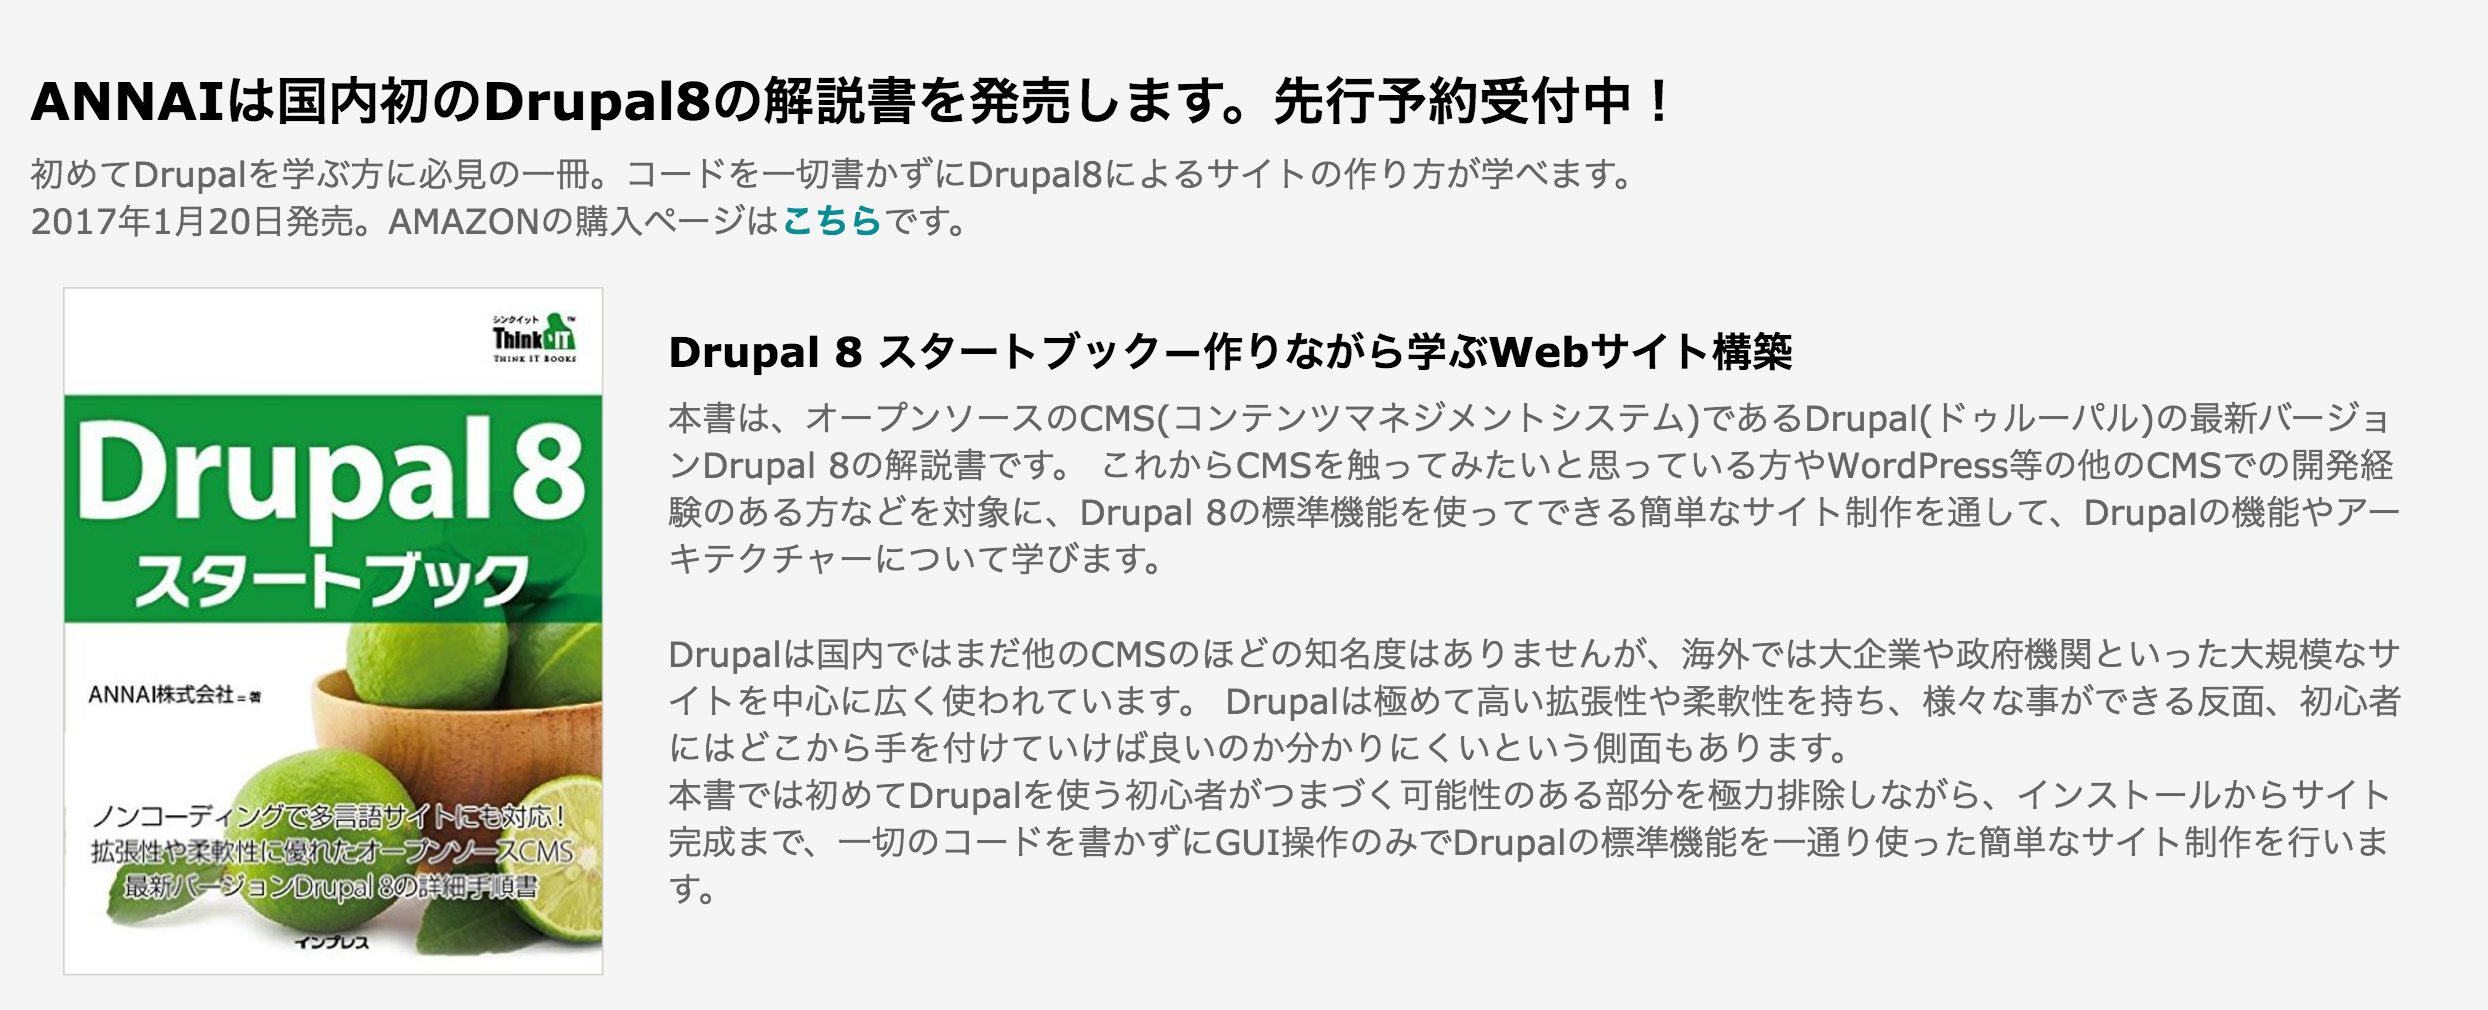 ANNAIは国内初のDrupal8の解説書を発売します。先行予約受付中！
初めてDrupalを学ぶ方に必見の一冊。コードを一切書かずにDrupal8によるサイトの作り方が学べます。
2017年1月20日発売。AMAZONの購入ページはこちらです。
シンクイット
Think IT
™
THINK IT BOOKS
Drupal 8
スタートブック
ANNAI株式会社=著
ノンコーディングで多言語サイトにも対応！
拡張性や柔軟性に優れたオープンソースCMS
最新バージョンDrupal 8の詳細手順書
インプレス
Drupal 8 スタートブックー作りながら学ぶWebサイト構築
本書は、オープンソースのCMS(コンテンツマネジメントシステム)であるDrupal(ドゥルーパル)の最新バージョ
ンDrupal 8の解説書です。 これからCMSを触ってみたいと思っている方やWordPress等の他のCMSでの開発経
験のある方などを対象に、Drupal 8の標準機能を使ってできる簡単なサイト制作を通して、Drupalの機能やアー
キテクチャーについて学びます。
Drupalは国内ではまだ他のCMSのほどの知名度はありませんが、海外では大企業や政府機関といった大規模なサ
イトを中心に広く使われています。 Drupalは極めて高い拡張性や柔軟性を持ち、様々な事ができる反面、初心者
にはどこから手を付けていけば良いのか分かりにくいという側面もあります。
本書では初めてDrupalを使う初心者がつまづく可能性のある部分を極力排除しながら、インストールからサイト
完成まで、一切のコードを書かずにGUI操作のみでDrupalの標準機能を一通り使った簡単なサイト制作を行いま
す。